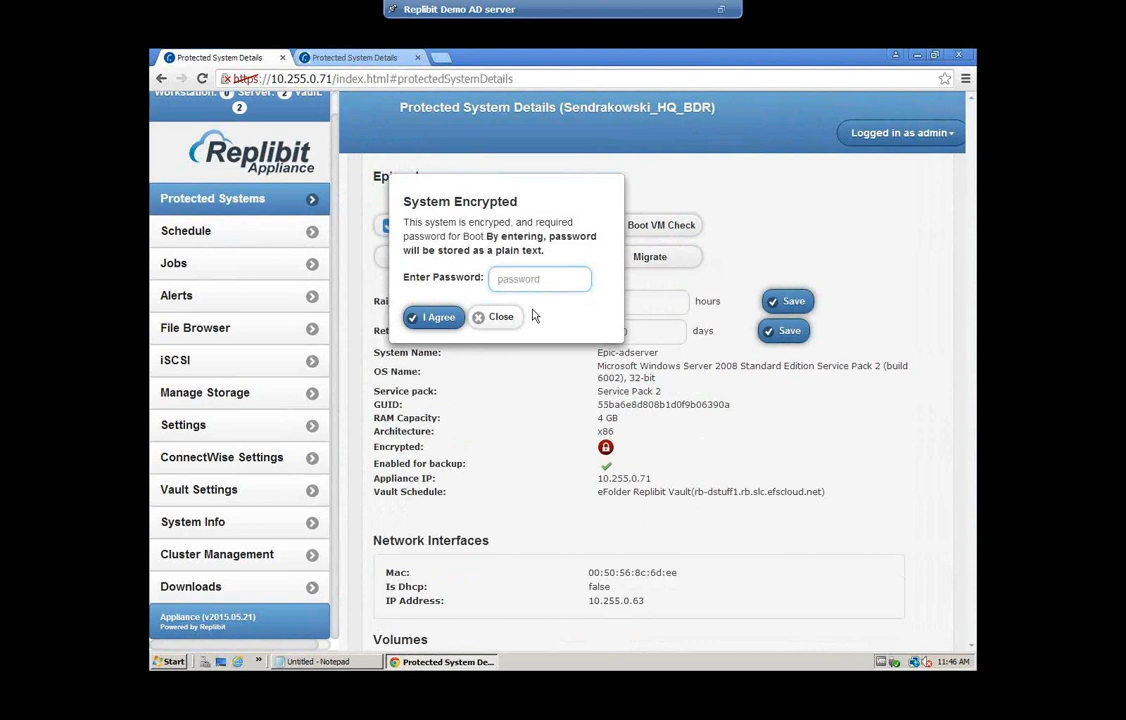 Replibit Demo AD server
Protected System Details
Protected System Details
https://10.255.0.71/index.html#protectedSystemDetails
Workstation: 0 Server: 2 Vault:
2
Protected System Details (Sendrakowski_HQ_BDR)
Logged in as admin
Replibit
Appliance
Protected Systems
Schedule
Jobs
Alerts
File Browser
iSCSI
Manage Storage
Settings
ConnectWise Settings
Vault Settings
System Info
Cluster Management
Downloads
Appliance (v2015.05.21)
Powered by Replibit
System Encrypted
This system is encryped, and required
password for Boot.By entering, password
will be stored as a plain text.
Enter Password: password
I Agree Close
Boot VM Check
Migrate
hours Save
days Save
System Name: Epic-adserver
OS Name: Microsoft Windows Server 2008 Standard Edition Service Pack 2 (build
6002), 32-bit
Service pack: Service Pack 2
GUID: 55ba6e8d808b1d0f9b06390a
RAM Capacity: 4 GB
Architecture: x86
Encrypted:
Enabled for backup:
Appliance IP: 10.255.0.71
Vault Schedule: eFolder Replibit Vault(rb-dstuff1.rb.slc.efscloud.net)
Network Interfaces
Mac: 00:50:56:8c:6d:ee
Is Dhcp: false
IP Address: 10.255.0.63
Volumes
Start
Untitled - Notepad
Protected System De...
11:46 AM